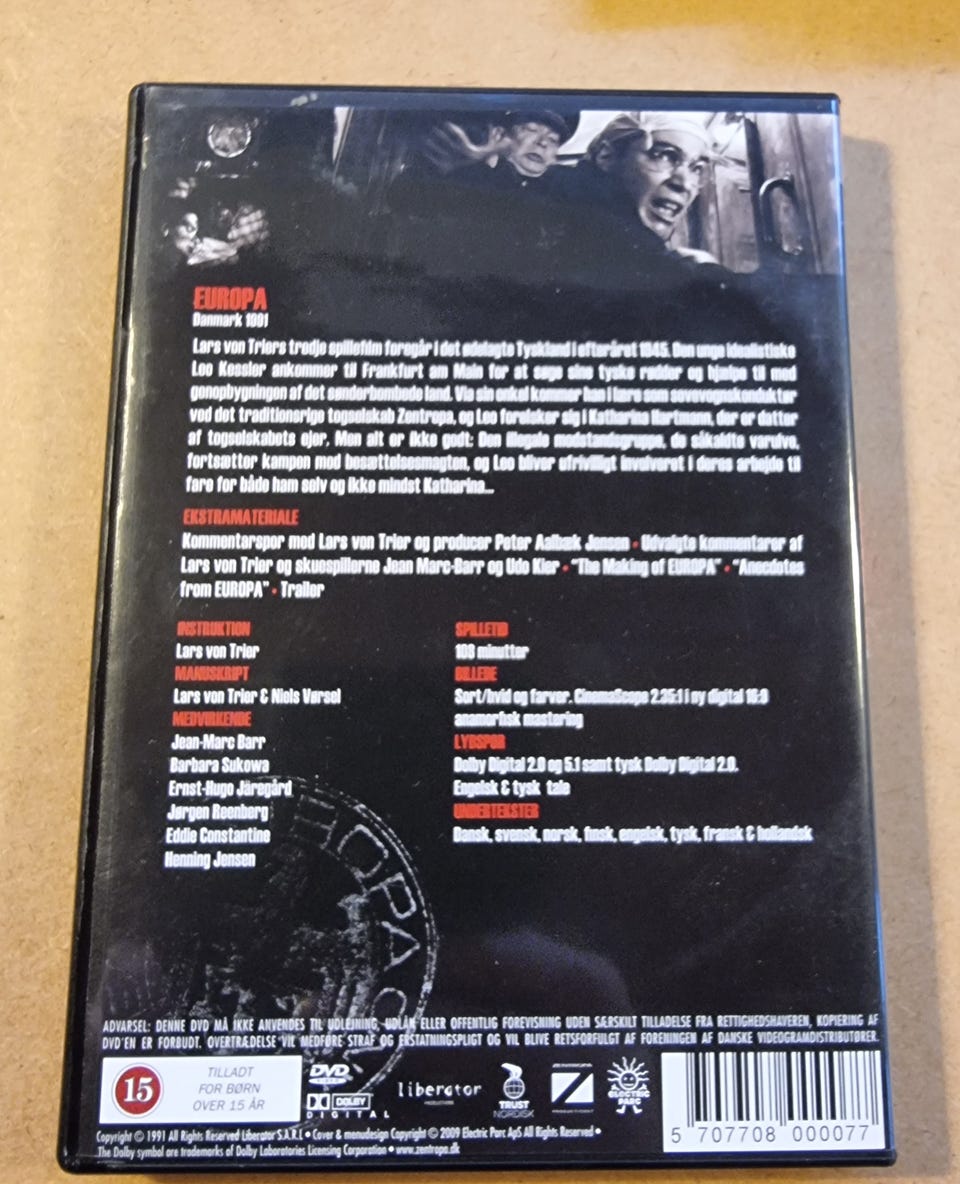 EUROPA
Danmark 1991
Lars von Triers tredje spillefilm foregår i det ødelagte Tyskland i efteråret 1945. Den unge idealistiske
Leo Kessler ankommer til Frankfurt am Main for at søge sine tyske rødder og hjælpe til med
genopbygningen af det sønderbombede land. Via sin onkel kommer han i lære som sovevognskonduktør
ved det traditionsrige togselskab Zentropa, og Leo forelsker sig i Katharina Hartmann, der er datter
af togselskabets ejer. Men alt er ikke godt: Den illegale modstandsgruppe, de såkaldte varulve,
fortsætter kampen mod besættelsesmagten, og Leo bliver ufrivilligt involveret i deres arbejde til
fare for både ham selv og ikke mindst Katharina...
EKSTRAMATERIALE
Kommentarspor med Lars von Trier og producer Peter Aalbæk Jensen • Udvalgte kommentarer af
Lars von Trier og skuespillerne Jean Marc-Barr og Udo Kier • "The Making of EUROPA" • "Anecdotes
from EUROPA" • Trailer
INSTRUKTION
Lars von Trier
MANUSKRIPT
Lars von Trier & Niels Vørsel
MEDVIRKENDE
Jean-Marc Barr
Barbara Sukowa
Ernst-Hugo Järegård
Jørgen Reenberg
Eddie Constantine
Henning Jensen
SPILLETID
108 minutter
BILLEDE
Sort/hvid og farver. CinemaScope 2.35:1 i ny digital 16:9
anamorfisk mastering
LYDSPOR
Dolby Digital 2.0 og 5.1 samt tysk Dolby Digital 2.0.
Engelsk & tysk tale
UNDERTEKSTER
Dansk, svensk, norsk, finsk, engelsk, tysk, fransk & hollandsk
ROPA
ADVARSEL: DENNE DVD MÅ IKKE ANVENDES TIL UDLEJNING, UDLÅN ELLER OFFENTLIG FOREVISNING UDEN SÆRSKILT TILLADELSE FRA RETTIGHEDSHAVEREN, KOPIERING AF
DVD'EN ER FORBUDT. OVERTRÆDELSE VIL MEDFØRE STRAF OG ERSTATNINGSPLIGT OG VIL BLIVE RETSFORFULGT AF FORENINGEN AF DANSKE VIDEOGRAMDISTRIBUTØRER.
15
TILLADT
FOR BØRN
OVER 15 ÅR
DVD
VIDEO
DOLBY
DIGITAL
liberator
PRODUCTIONS
TRUST
NORDISK
Z
ELECTRIC
PARC
5 707708 000077
Copyright © 1991 All Rights Reserved Liberator S.A.R.L • Cover & menudesign Copyright © 2009 Electric Parc ApS All Rights Reserved •
The Dolby symbol are trademarks of Dolby Laboratories Licensing Corporation • www.zentropa.dk